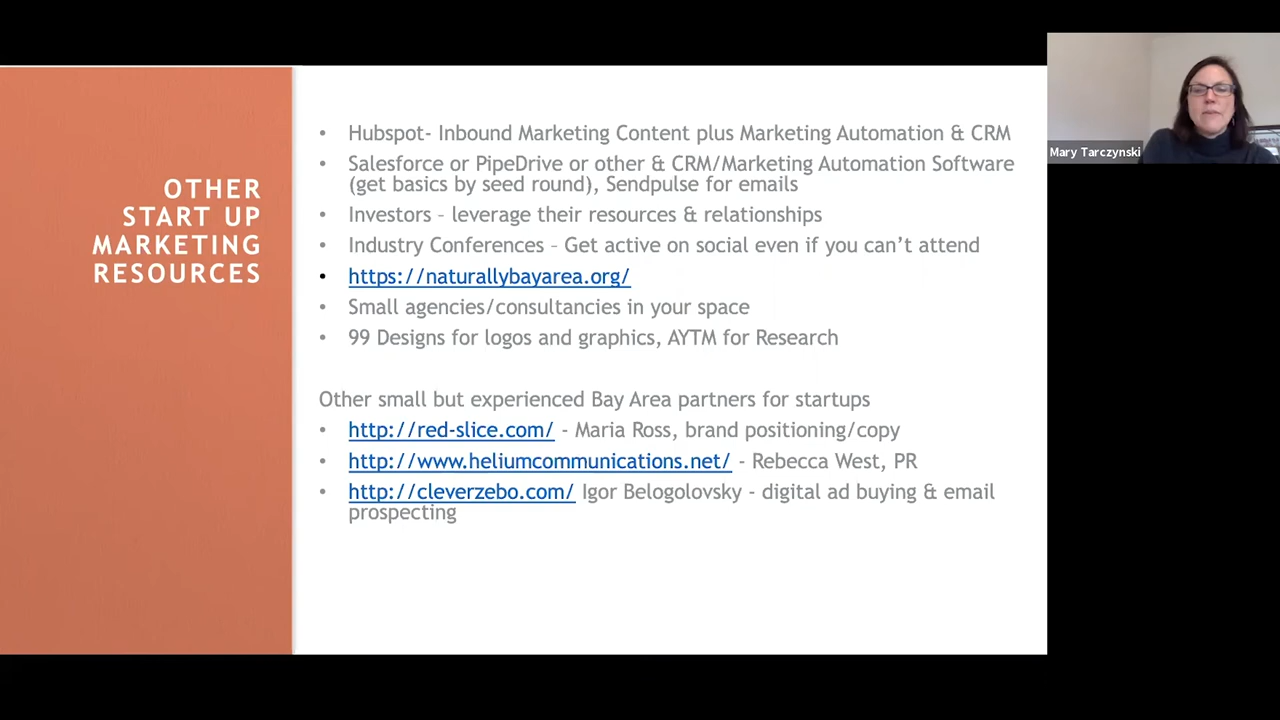 OTHER
START UP
MARKETING
RESOURCES
• Hubspot- Inbound Marketing Content plus Marketing Automation & CRM
• Salesforce or PipeDrive or other & CRM/Marketing Automation Software
(get basics by seed round), Sendpulse for emails
• Investors – leverage their resources & relationships
• Industry Conferences – Get active on social even if you can’t attend
• https://naturallybayarea.org/
• Small agencies/consultancies in your space
• 99 Designs for logos and graphics, AYTM for Research
Other small but experienced Bay Area partners for startups
• http://red-slice.com/ - Maria Ross, brand positioning/copy
• http://www.heliumcommunications.net/ - Rebecca West, PR
• http://cleverzebo.com/ Igor Belogolovsky - digital ad buying & email
prospecting
Mary Tarczynski